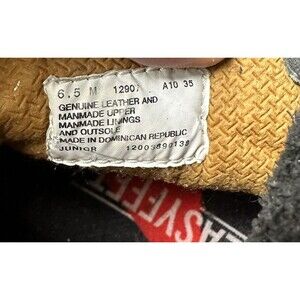 6.5 M 12907 A10 35
GENUINE LEATHER AND
MANMADE UPPER
MANMADE LININGS
AND OUTSOLE
MADE IN DOMINICAN REPUBLIC
JUNIOR
ASYFEET